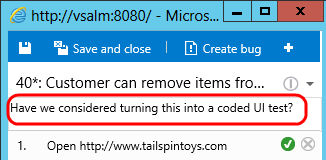 http://vsalm:8080/ - Micros...
Save and close Create bug
40*: Customer can remove items fro...
Have we considered turning this into a coded UI test?
1. Open http://www.tailspintoys.com